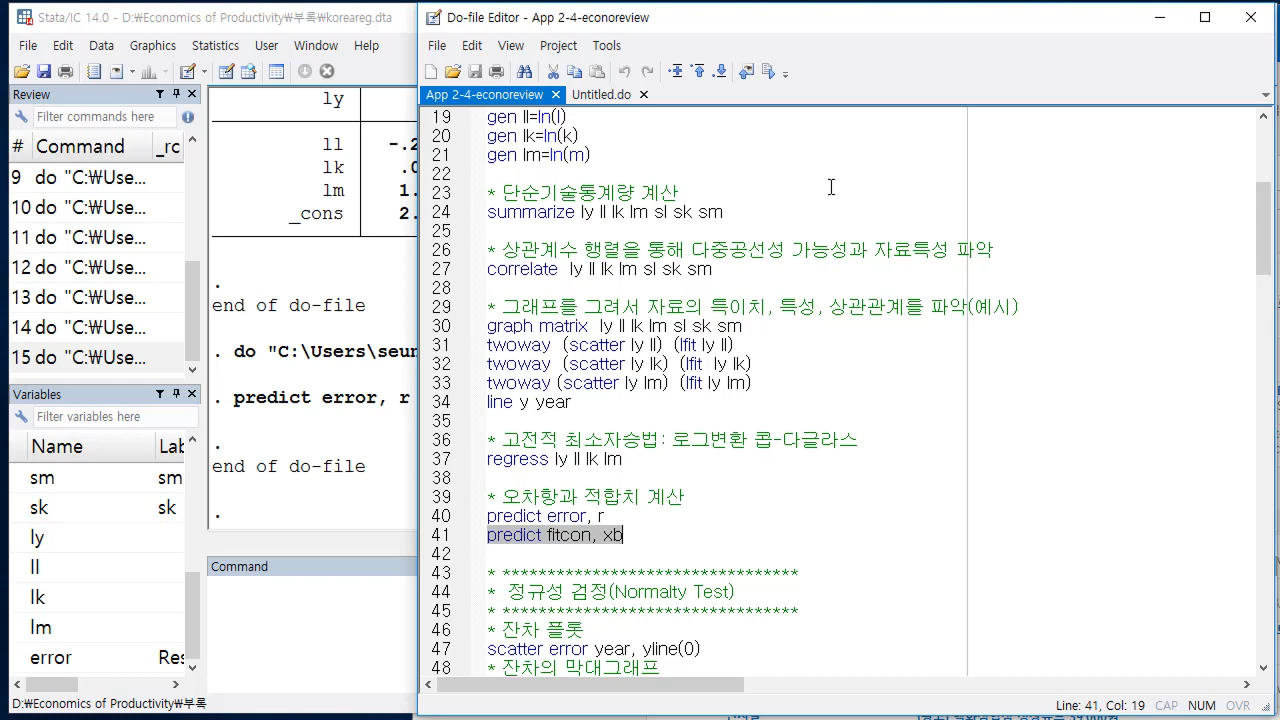 Stata/IC 14.0 - D:₩Economics of Productivity₩부록₩koreareg.dta
File Edit Data Graphics Statistics User Window Help
Review
Filter commands here
# Command _rc
9 do "C:₩Use...
10 do "C:₩Use...
11 do "C:₩Use...
12 do "C:₩Use...
13 do "C:₩Use...
14 do "C:₩Use...
15 do "C:₩Use...
Variables
Filter variables here
Name Lab
sm sm
sk sk
ly
ll
lk
lm
error Res
D:₩Economics of Productivity₩부록
ly
ll -.2
lk .0
lm 1.
_cons 2.
.
end of do-file
. do "C:\Users\seun
. predict error, r
.
end of do-file
.
Command
Do-file Editor - App 2-4-econoreview
File Edit View Project Tools
App 2-4-econoreview Untitled.do
19 gen ll=ln(l)
20 gen lk=ln(k)
21 gen lm=ln(m)
22
23 * 단순기술통계량 계산
24 summarize ly ll lk lm sl sk sm
25
26 * 상관계수 행렬을 통해 다중공선성 가능성과 자료특성 파악
27 correlate  ly ll lk lm sl sk sm
28
29 * 그래프를 그려서 자료의 특이치, 특성, 상관관계를 파악(예시)
30 graph matrix  ly ll lk lm sl sk sm
31 twoway  (scatter ly ll)  (lfit ly ll)
32 twoway  (scatter ly lk)  (lfit  ly lk)
33 twoway (scatter ly lm)  (lfit ly lm)
34 line y year
35
36 * 고전적 최소자승법: 로그변환 콥-다글라스
37 regress ly ll lk lm
38
39 * 오차항과 적합치 계산
40 predict error, r
41 predict fitcon, xb
42
43 * ********************************
44 *  정규성 검정(Normalty Test)
45 * ********************************
46 * 잔차 플롯
47 scatter error year, yline(0)
48 * 잔차의 막대그래프
Line: 41, Col: 19 CAP NUM OVR